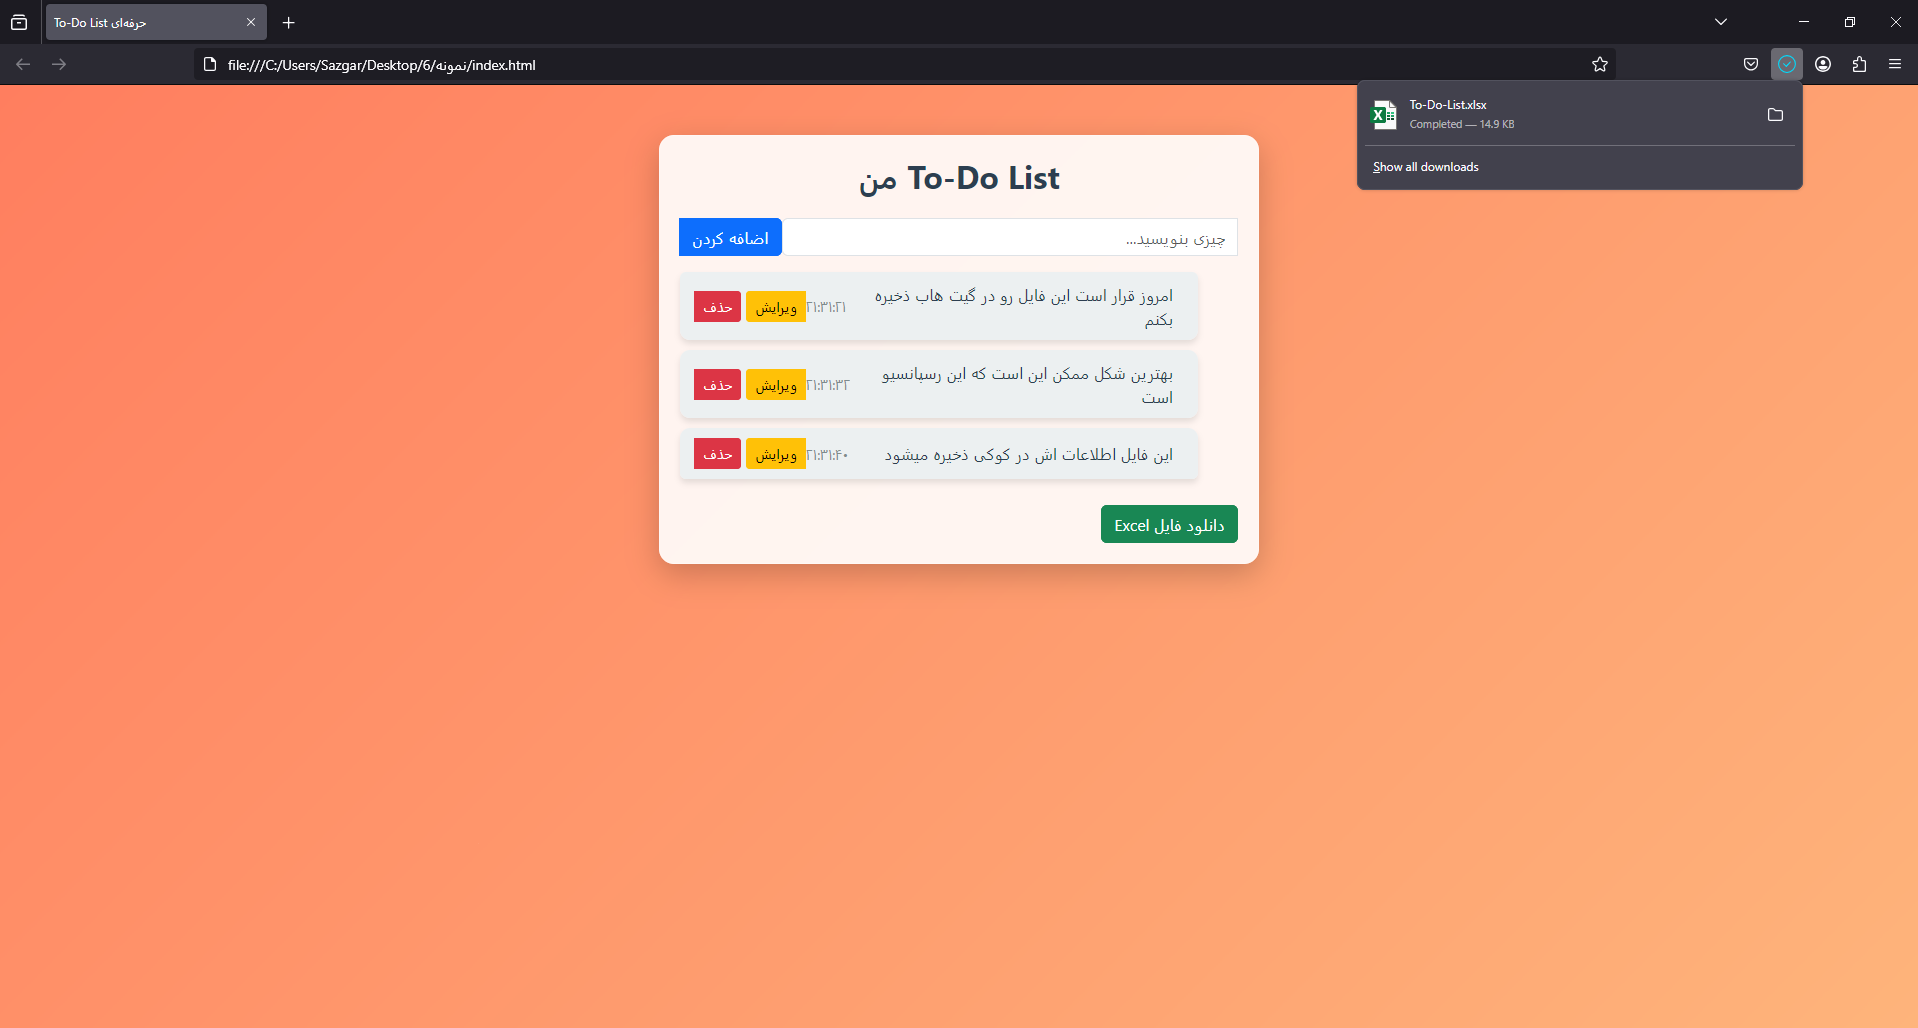 To-Do List حرفه‌ای
file:///C:/Users/Sazgar/Desktop/6/نمونه/index.html
To-Do-List.xlsx
Completed — 14.9 KB
Show all downloads
To-Do List من
چیزی بنویسید...
اضافه کردن
امروز قرار است این فایل رو در گیت هاب ذخیره
بکنم
۲۱:۳۱:۲۱
ویرایش
حذف
بهترین شکل ممکن این است که این رسپانسیو
است
۲۱:۳۱:۳۲
ویرایش
حذف
این فایل اطلاعات اش در کوکی ذخیره میشود
۲۱:۳۱:۴۰
ویرایش
حذف
دانلود فایل Excel